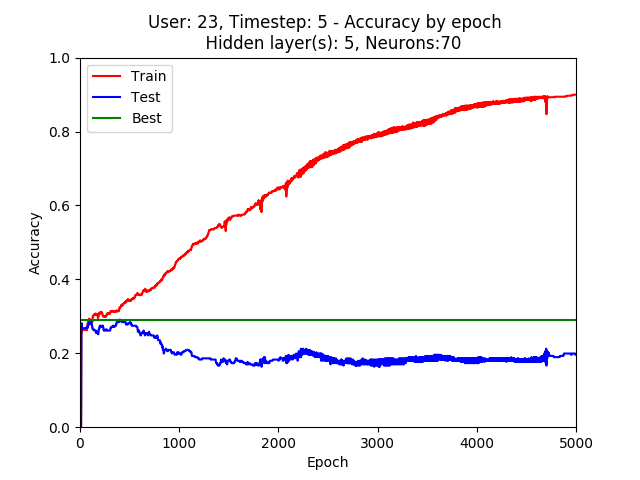 User: 23, Timestep: 5 - Accuracy by epoch
Hidden layer(s): 5, Neurons:70
1.0
0.8
0.6
0.4
0.2
0.0
Accuracy
Train
Test
Best
0 1000 2000 3000 4000 5000
Epoch